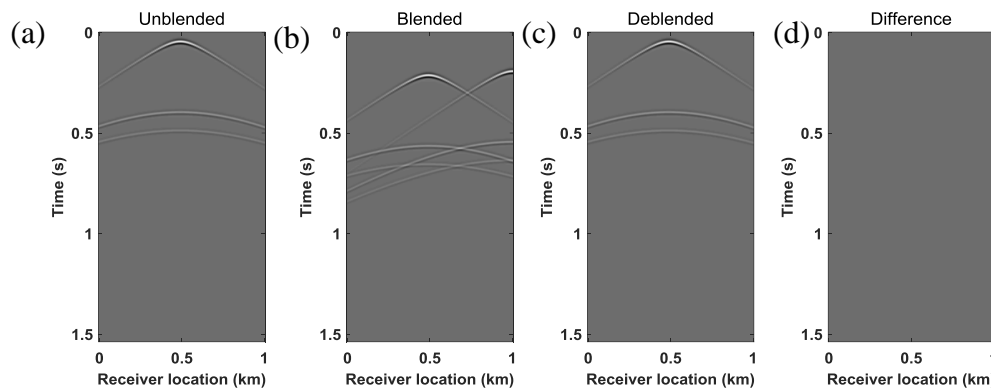 (a) Unblended
(b) Blended
(c) Deblended
(d) Difference
0
0.5
1
1.5
Time (s)
0 0.5 1
Receiver location (km)
0
0.5
1
1.5
Time (s)
0 0.5 1
Receiver location (km)
0
0.5
1
1.5
Time (s)
0 0.5 1
Receiver location (km)
0
0.5
1
1.5
Time (s)
0 0.5 1
Receiver location (km)